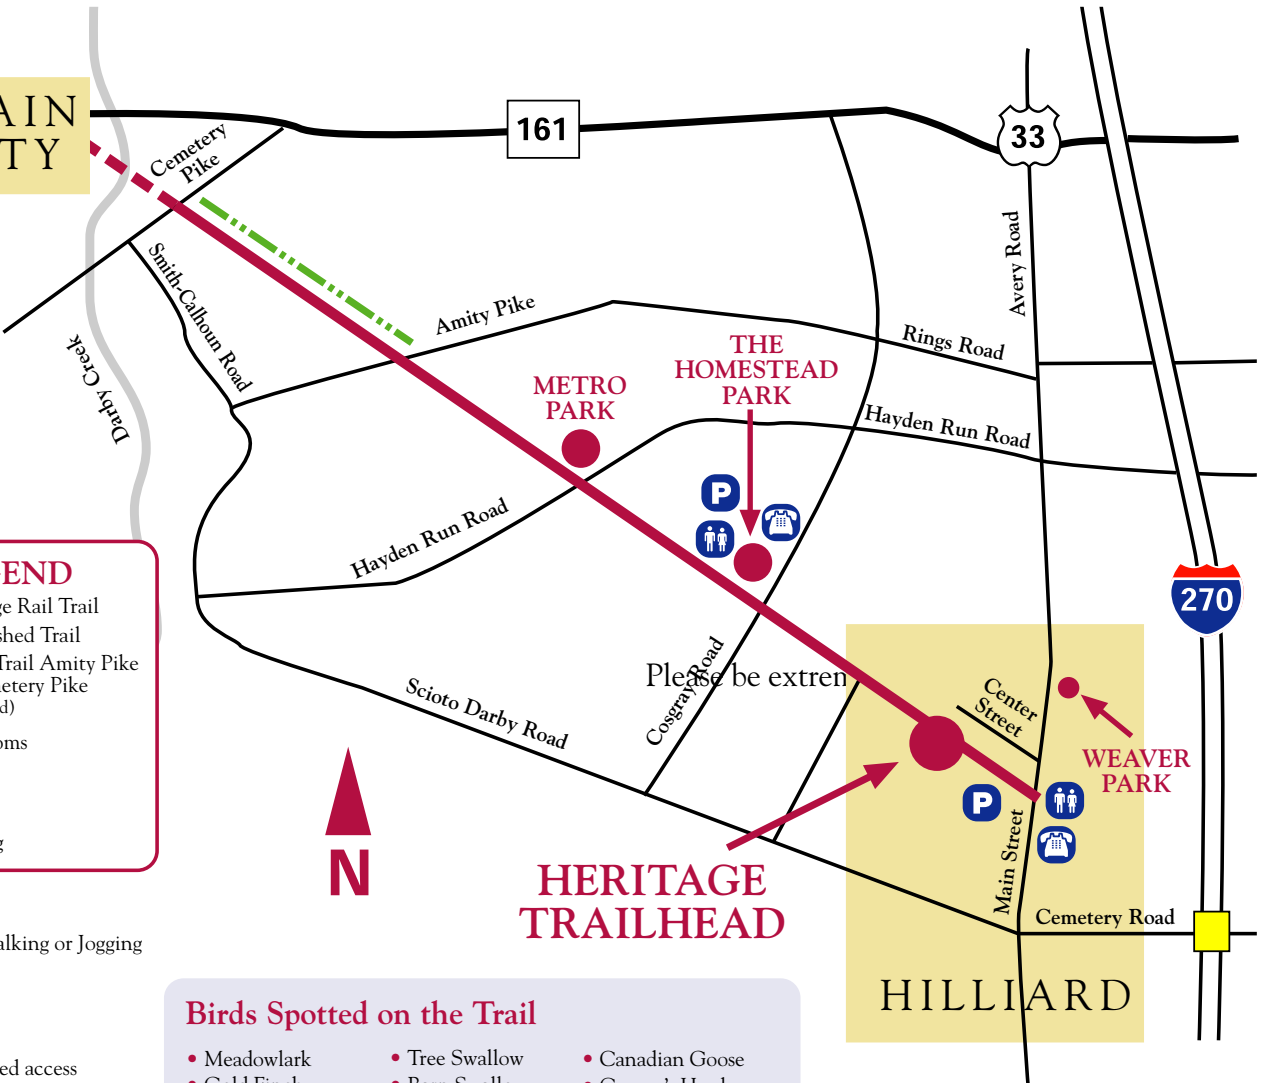 AIN
TY
161
33
Cemetery
Pike
Smith-Calhoun Road
Avery Road
Amity Pike
Rings Road
Darby Creek
THE
HOMESTEAD
PARK
METRO
PARK
Hayden Run Road
P
Hayden Run Road
END
ge Rail Trail
shed Trail
Trail Amity Pike
etery Pike
d)
oms
g
270
Please be extrem
Cosgray Road
Scioto Darby Road
Center
Street
WEAVER
PARK
P
Main Street
N
HERITAGE
TRAILHEAD
Cemetery Road
alking or Jogging
HILLIARD
Birds Spotted on the Trail
• Meadowlark
• Tree Swallow
• Canadian Goose
ed access